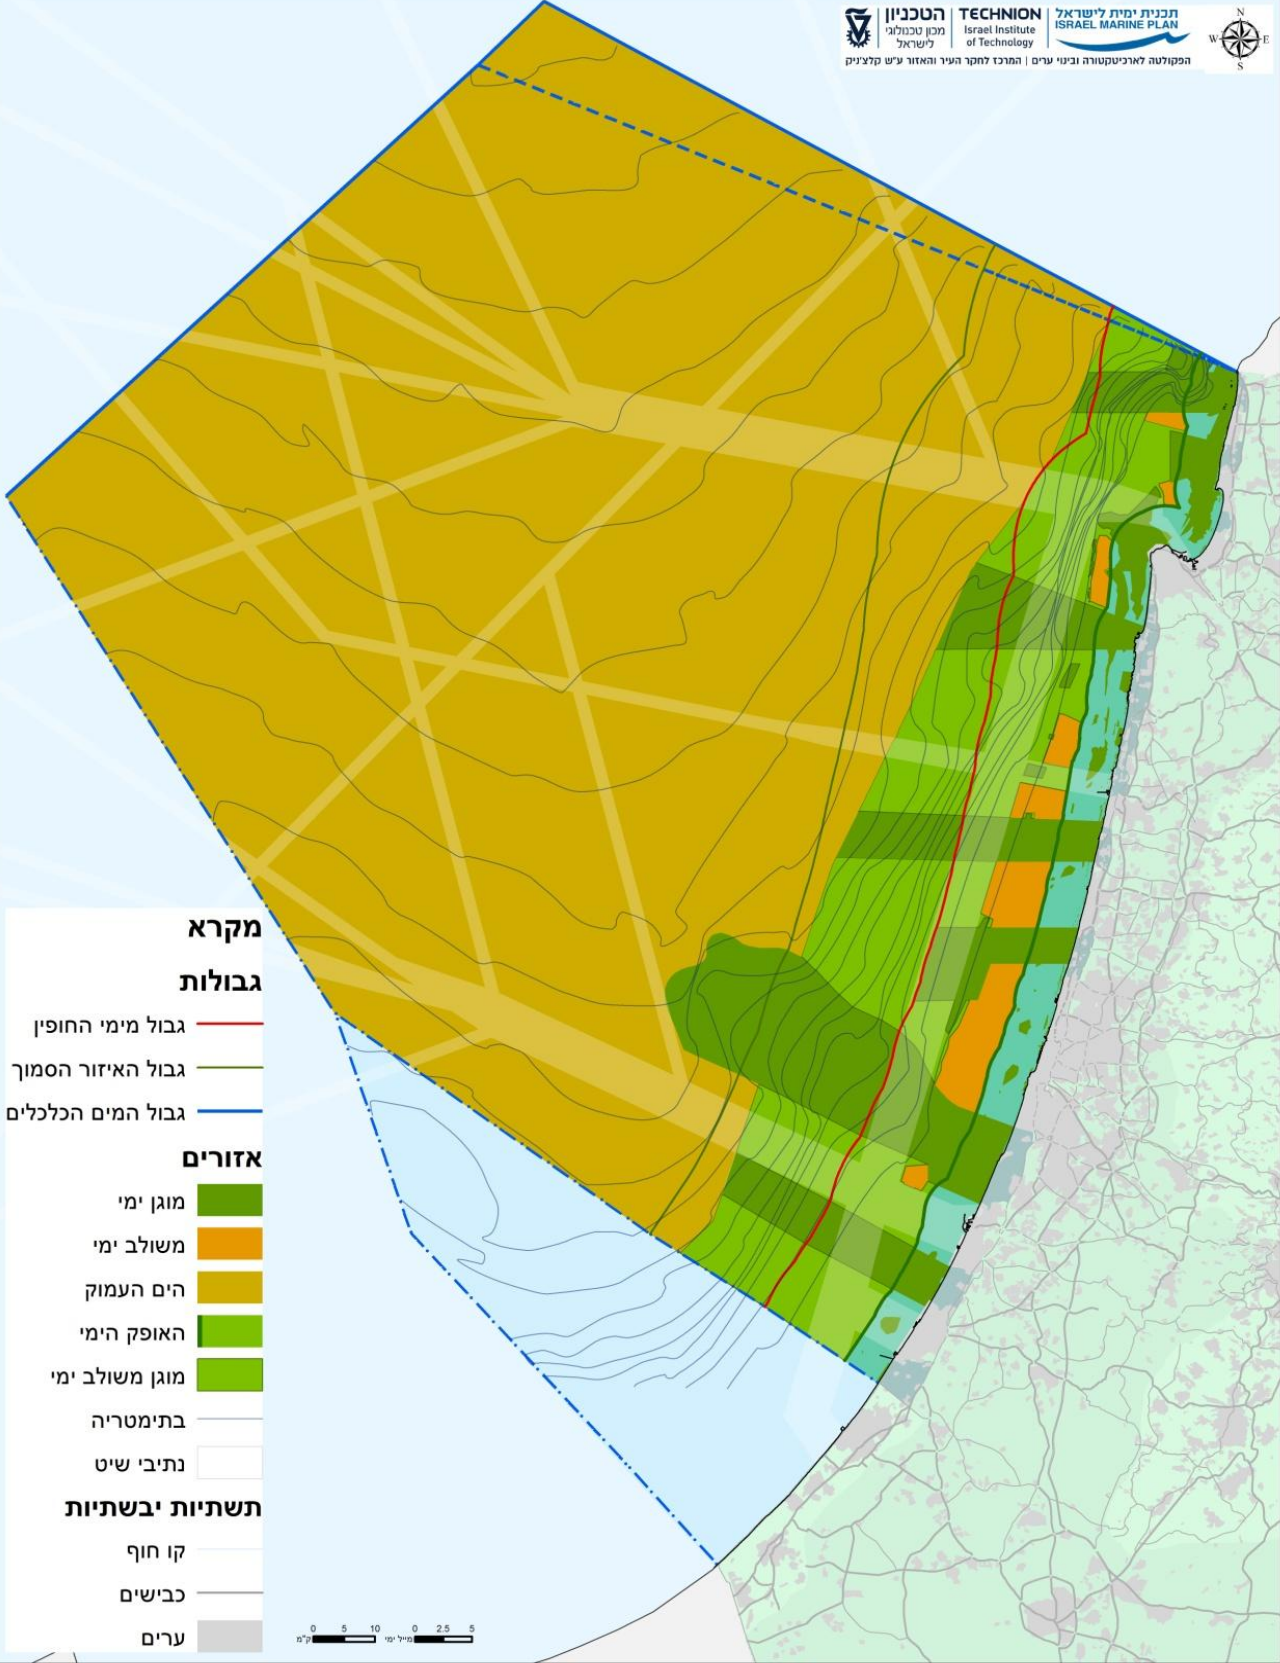 הטכניון
מכון טכנולוגי
לישראל
TECHNION
Israel Institute
of Technology
תכנית ימית לישראל
ISRAEL MARINE PLAN
הפקולטה לארכיטקטורה ובינוי ערים | המרכז לחקר העיר והאזור ע"ש קלצ'ניק
N
W E
S
מקרא
גבולות
גבול מימי החופין
גבול האיזור הסמוך
גבול המים הכלכלים
אזורים
מוגן ימי
משולב ימי
הים העמוק
האופק הימי
מוגן משולב ימי
בתימטריה
נתיבי שיט
תשתיות יבשתיות
קו חוף
כבישים
ערים
0 5 10 ק"מ
0 2.5 5 מייל ימי